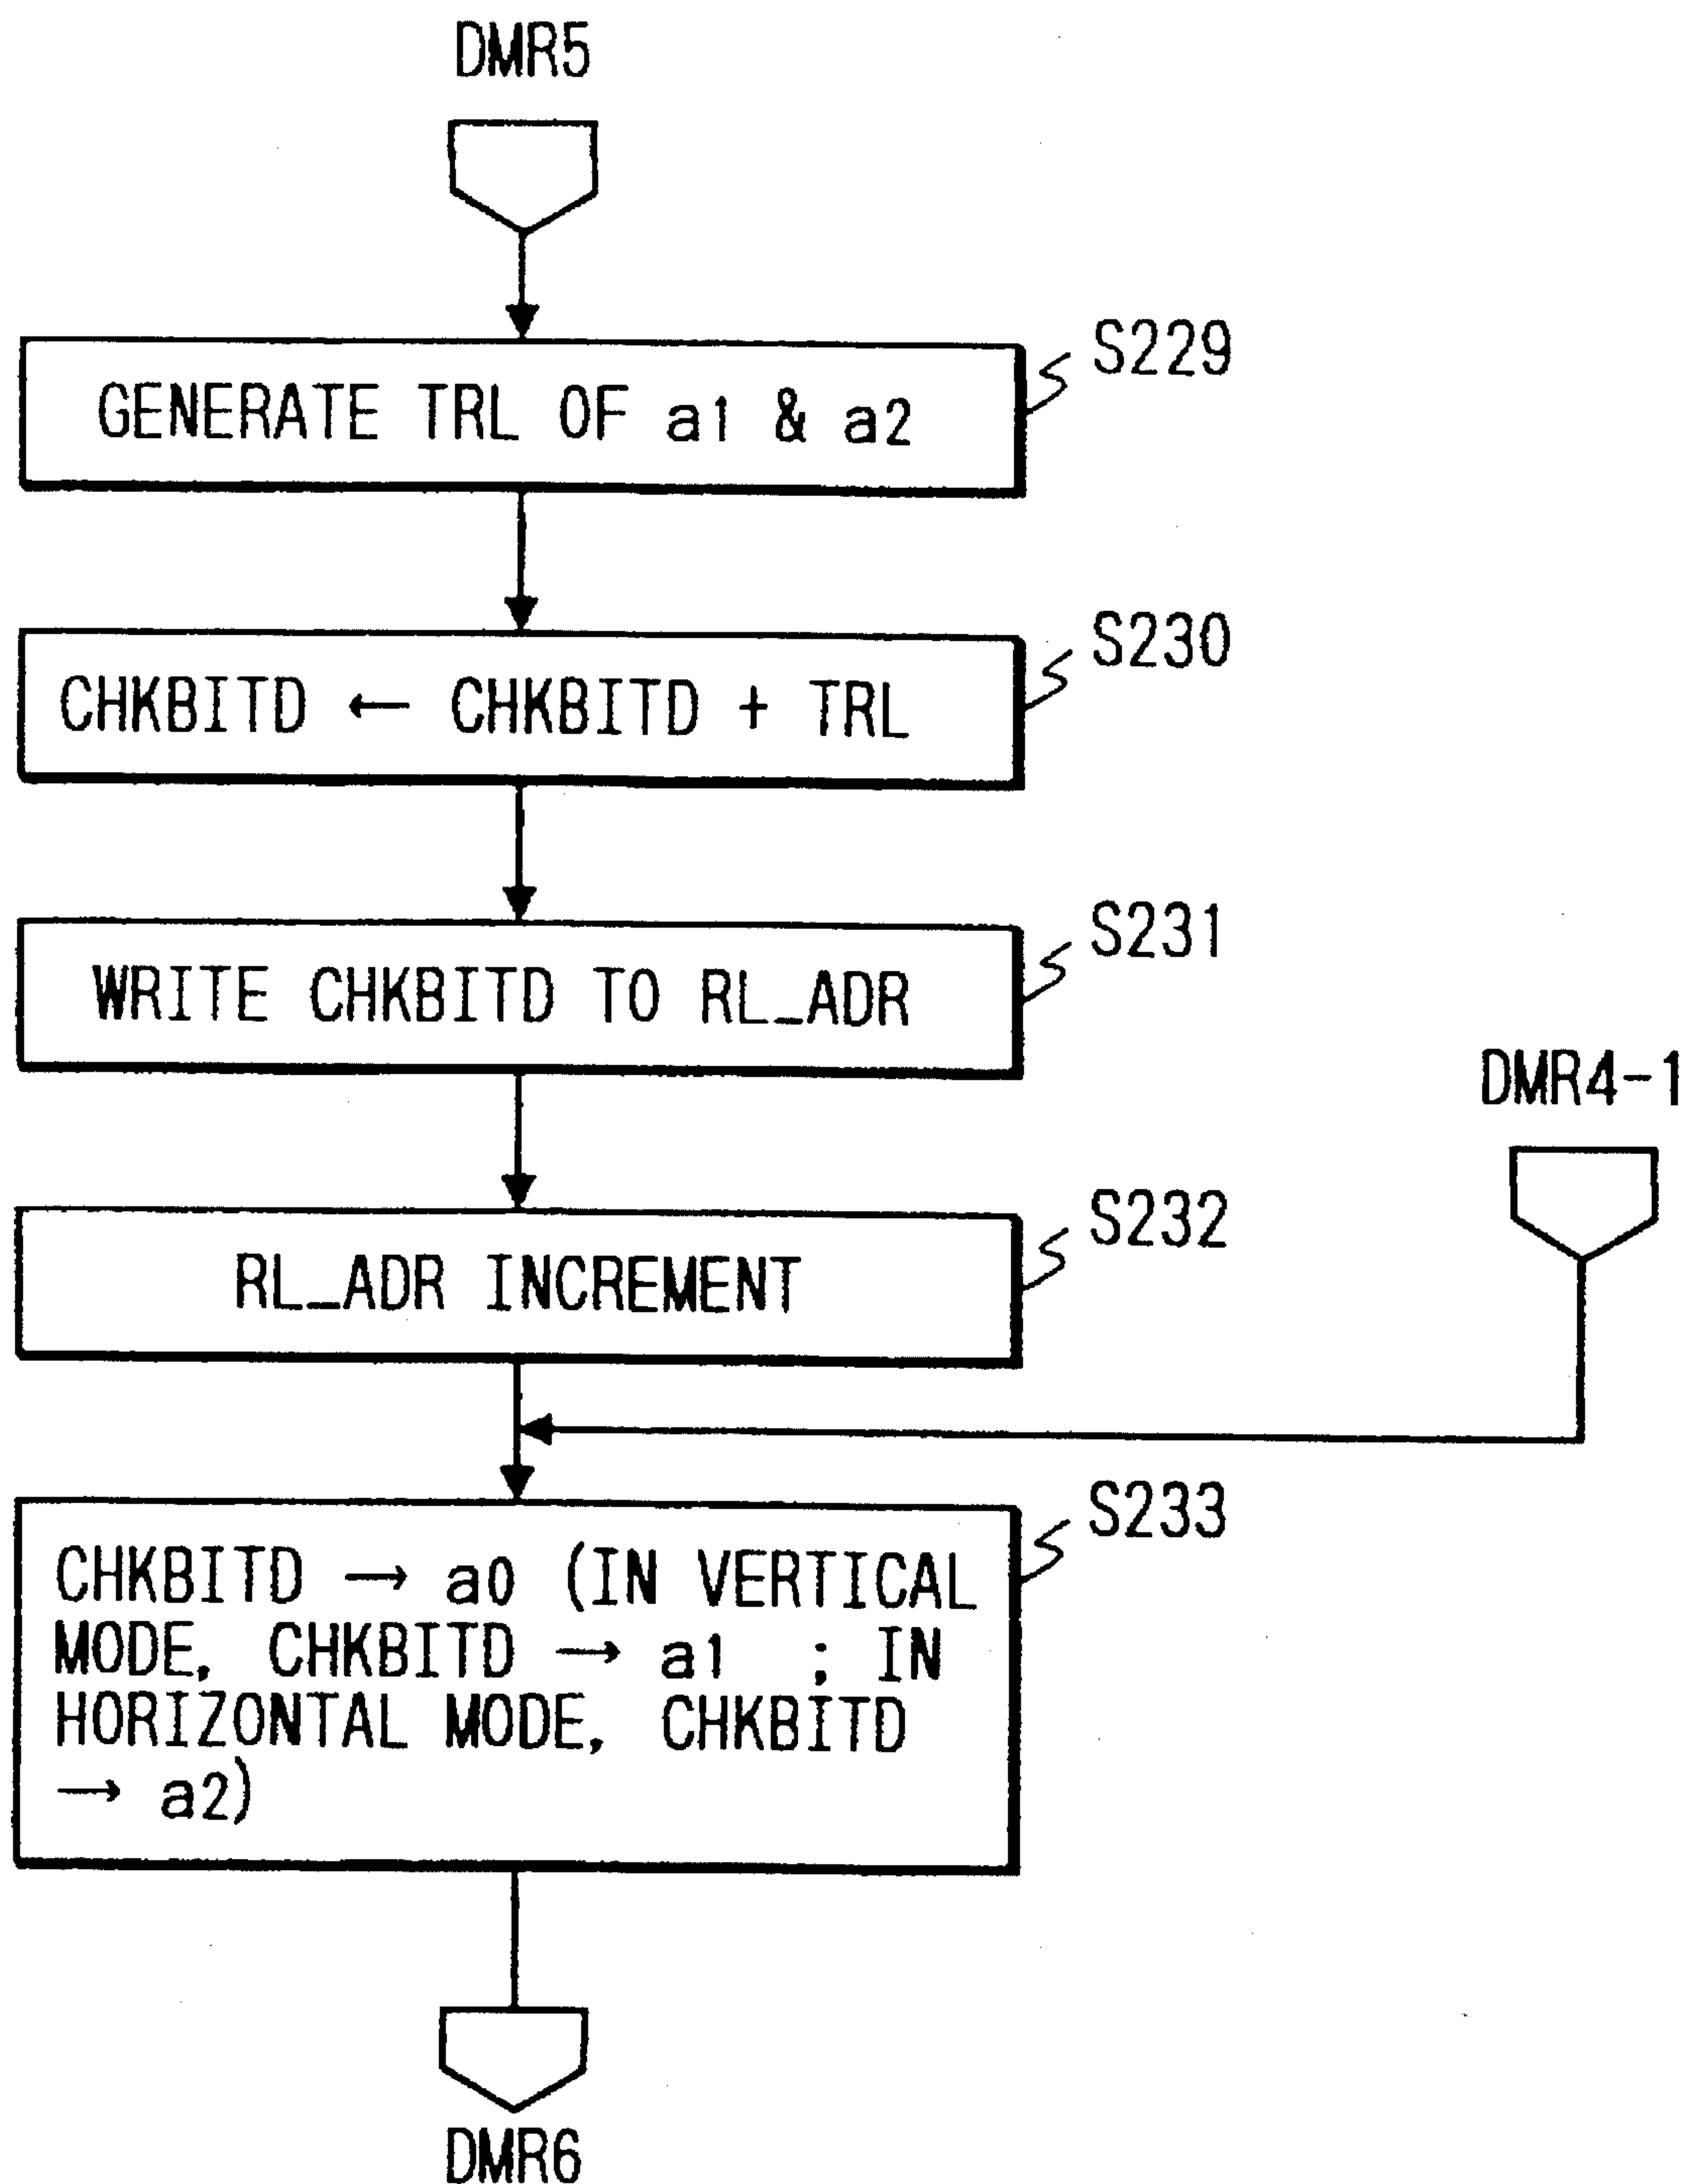 DMR5
S229
GENERATE TRL OF a1 & a2
S230
CHKBITD ← CHKBITD + TRL
S231
WRITE CHKBITD TO RL_ADR
DMR4-1
S232
RL_ADR INCREMENT
S233
CHKBITD → a0 (IN VERTICAL
MODE, CHKBITD → a1 ; IN
HORIZONTAL MODE, CHKBITD
→ a2)
DMR6